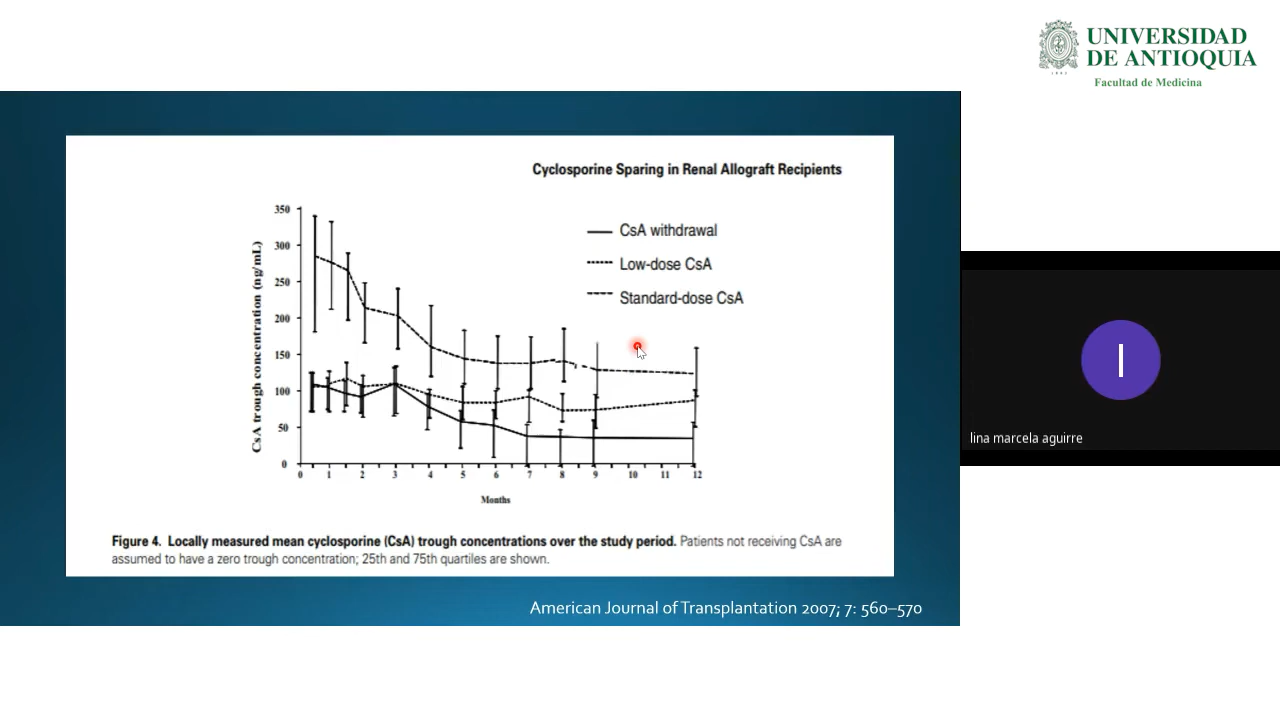 UNIVERSIDAD
DE ANTIOQUIA
Facultad de Medicina
Cyclosporine Sparing in Renal Allograft Recipients
CsA trough concentration (ng/mL)
350
300
250
200
150
100
50
0
CsA withdrawal
Low-dose CsA
Standard-dose CsA
0 1 2 3 4 5 6 7 8 9 10 11 12
Months
Figure 4. Locally measured mean cyclosporine (CsA) trough concentrations over the study period. Patients not receiving CsA are
assumed to have a zero trough concentration; 25th and 75th quartiles are shown.
American Journal of Transplantation 2007; 7: 560–570
l
lina marcela aguirre